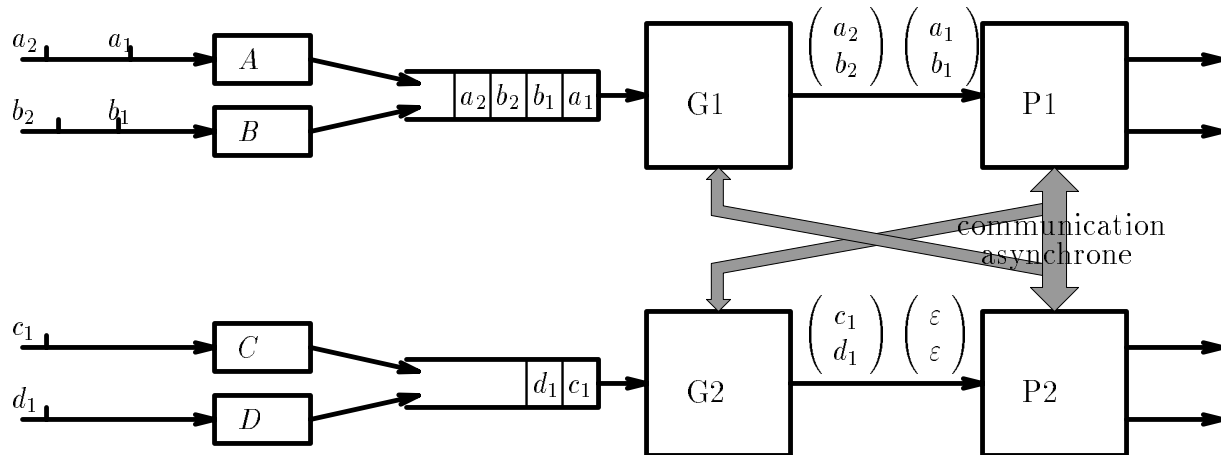 a₂ a₁
A
b₂ b₁
B
a₂ b₂ b₁ a₁
G1
( a₂ b₂ ) ( a₁ b₁ )
P1
communication
asynchrone
c₁
C
d₁
D
d₁ c₁
G2
( c₁ d₁ ) ( ε ε )
P2